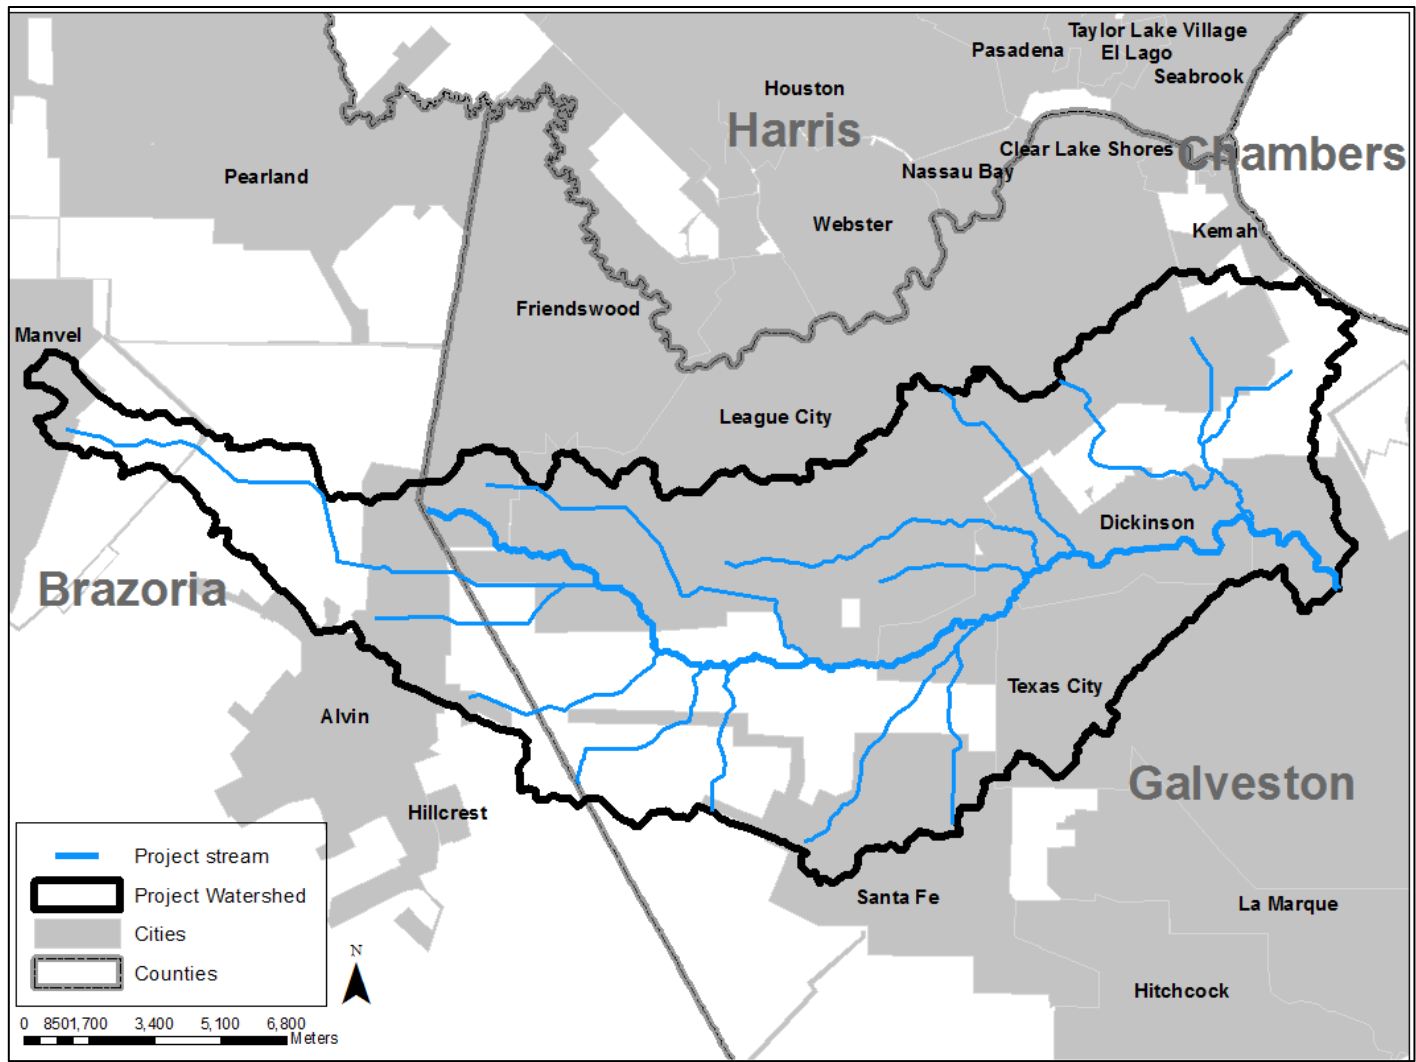 Taylor Lake Village
Pasadena
El Lago
Seabrook
Houston
Harris
Clear Lake Shores
Chambers
Pearland
Nassau Bay
Webster
Kemah
Friendswood
Manvel
League City
Dickinson
Brazoria
Texas City
Alvin
Galveston
Hillcrest
Santa Fe
La Marque
Hitchcock
Project stream
Project Watershed
Cities
Counties
N
0 850 1,700 3,400 5,100 6,800
Meters